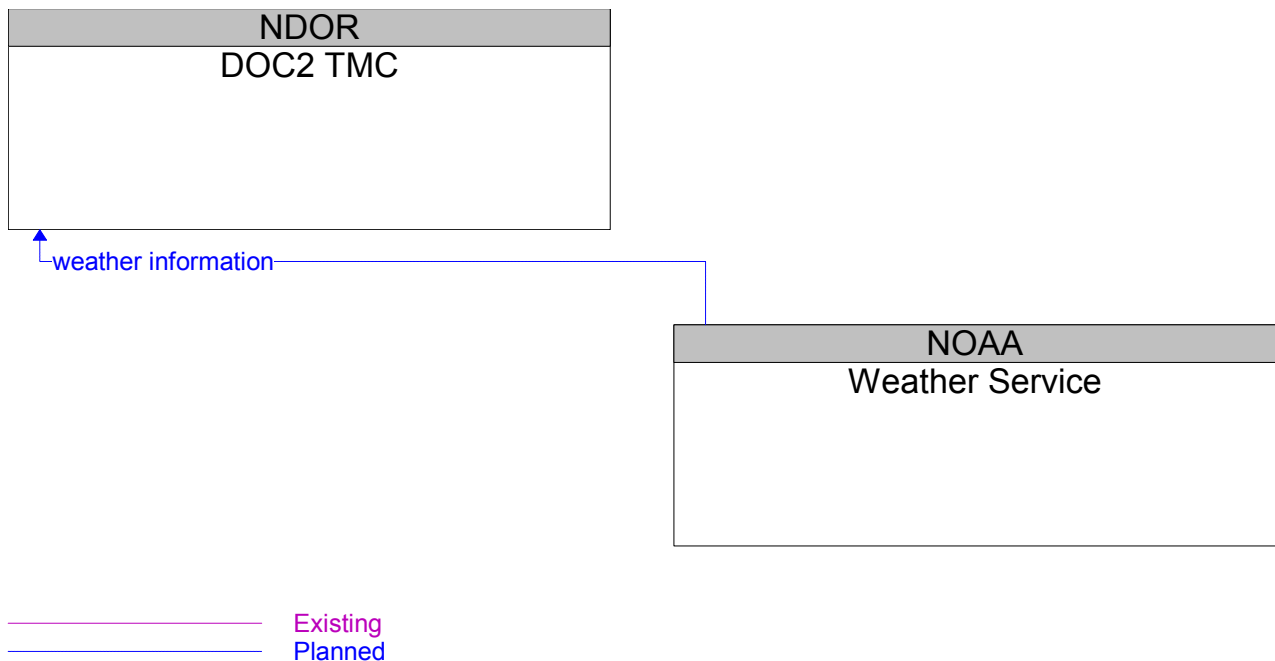 NDOR
DOC2 TMC
weather information
NOAA
Weather Service
Existing
Planned